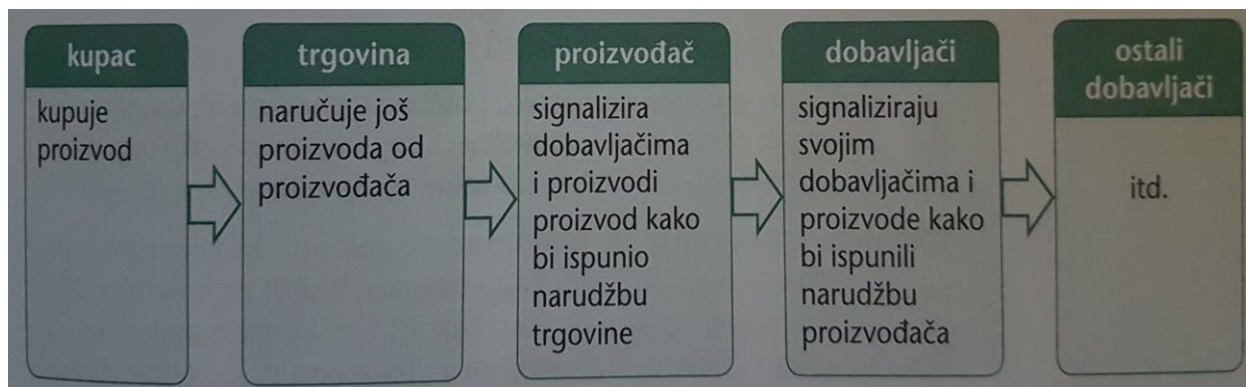 kupac
kupuje
proizvod
trgovina
naručuje još
proizvoda od
proizvođača
proizvođač
signalizira
dobavljačima
i proizvodi
proizvod kako
bi ispunio
narudžbu
trgovine
dobavljači
signaliziraju
svojim
dobavljačima i
proizvode kako
bi ispunili
narudžbu
proizvođača
ostali
dobavljači
itd.